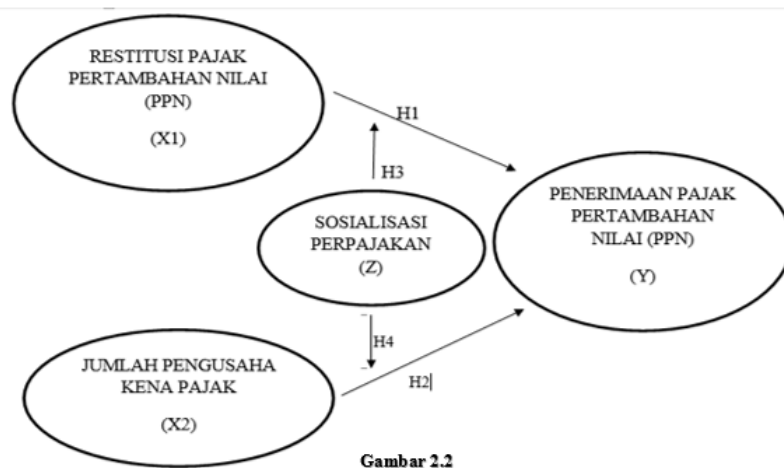 RESTITUSI PAJAK
PERTAMBAHAN NILAI
(PPN)
(X1)
H1
H3
SOSIALISASI
PERPAJAKAN
(Z)
PENERIMAAN PAJAK
PERTAMBAHAN
NILAI (PPN)
(Y)
H4
H2
JUMLAH PENGUSAHA
KENA PAJAK
(X2)
Gambar 2.2